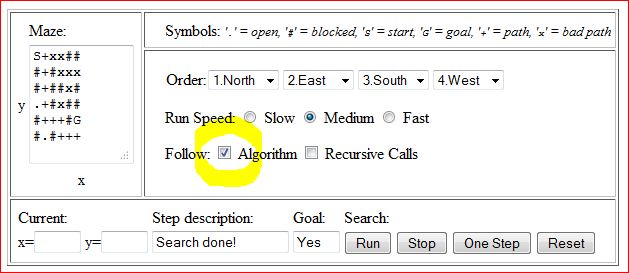 Maze:
S+xx##
#+#xxx
#+##x#
.+#x##
#+++#G
#.#+++
y
x
Symbols: '.' = open, '#' = blocked, 'S' = start, 'G' = goal, '+' = path, 'x' = bad path
Order: 1.North 2.East 3.South 4.West
Run Speed: Slow Medium Fast
Follow: Algorithm Recursive Calls
Current: Step description: Goal: Search:
x= y= Search done! Yes Run Stop One Step Reset